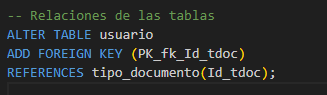 -- Relaciones de las tablas
ALTER TABLE usuario
ADD FOREIGN KEY (PK_fk_Id_tdoc)
REFERENCES tipo_documento(Id_tdoc);